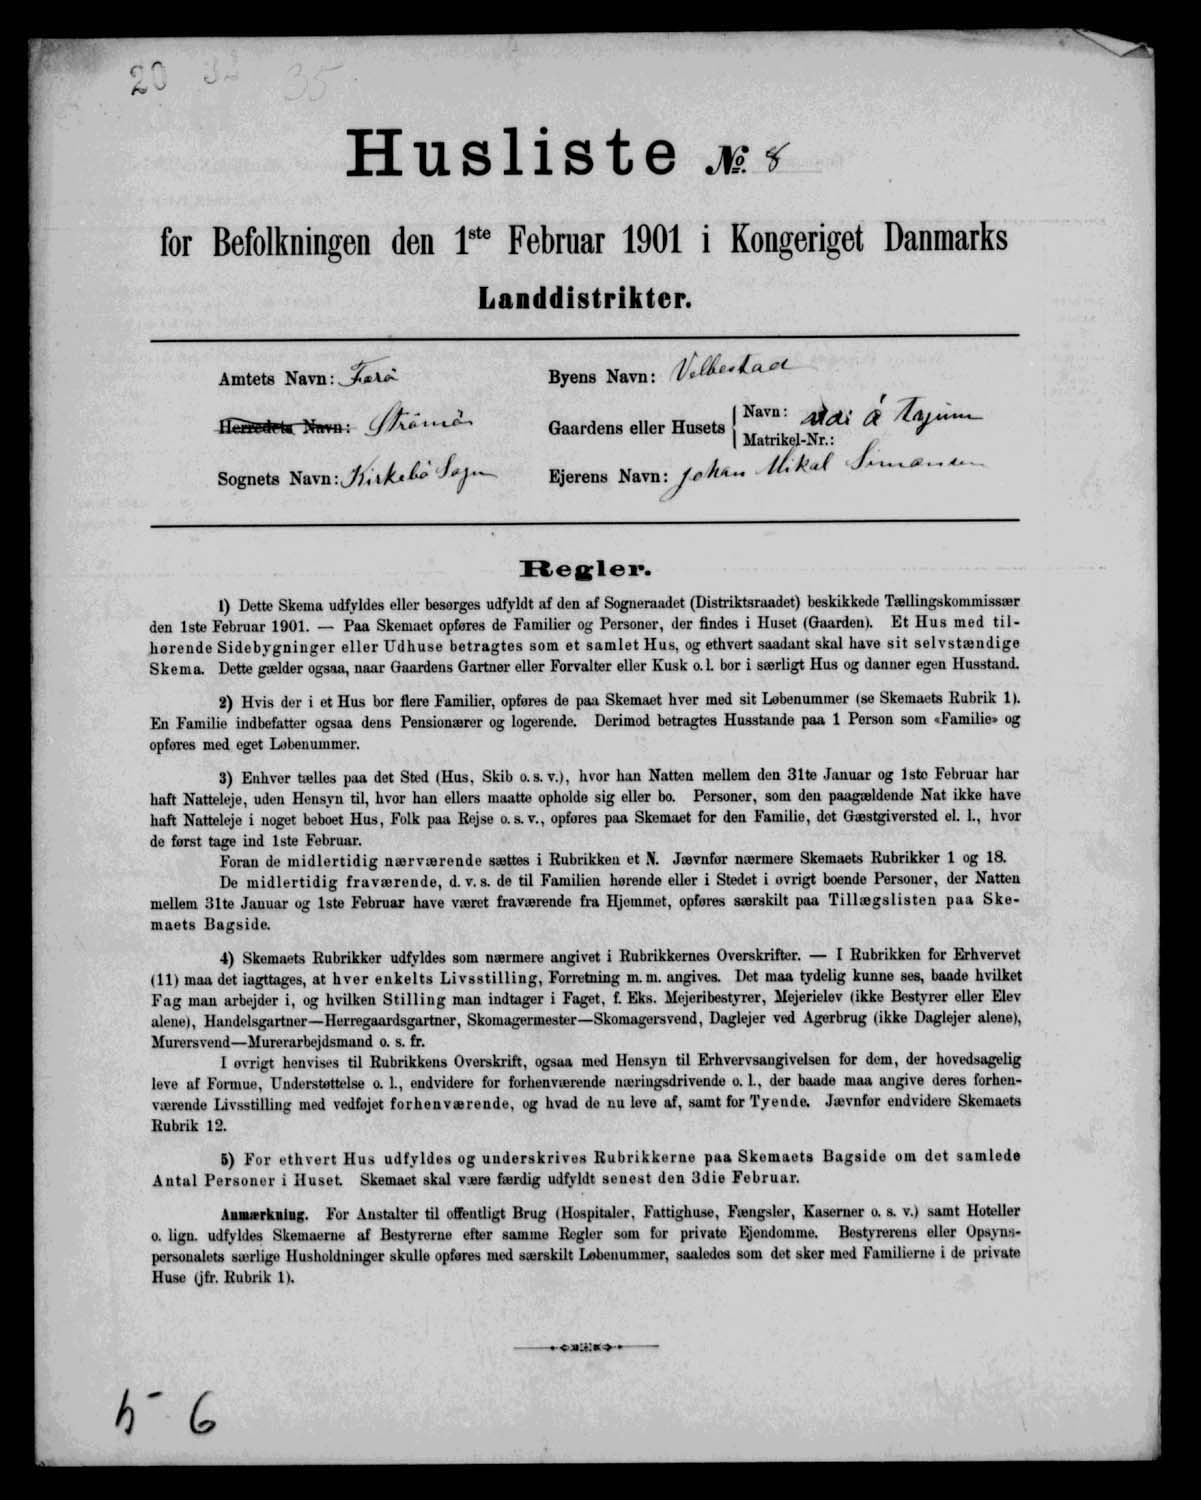 20 32 35
Husliste No. 8
for Befolkningen den 1ste Februar 1901 i Kongeriget Danmarks
Landdistrikter.
Amtets Navn: Færö
Byens Navn: Velbestad
Herredets Navn: Strömö
Gaardens eller Husets Navn: á
Matrikel-Nr.:
Sognets Navn: Kirkebö Sogn
Ejerens Navn: Johan Mikal Simonsen
Regler.
1) Dette Skema udfyldes eller besørges udfyldt af den af Sogneraadet (Distriktsraadet) beskikkede Tællingskommissær
den 1ste Februar 1901. — Paa Skemaet opføres de Familier og Personer, der findes i Huset (Gaarden). Et Hus med til-
hørende Sidebygninger eller Udhuse betragtes som et samlet Hus, og ethvert saadant skal have sit selvstændige
Skema. Dette gælder ogsaa, naar Gaardens Gartner eller Forvalter eller Kusk o. l. bor i særligt Hus og danner egen Husstand.
2) Hvis der i et Hus bor flere Familier, opføres de paa Skemaet hver med sit Løbenummer (se Skemaets Rubrik 1).
En Familie indbefatter ogsaa dens Pensionærer og logerende. Derimod betragtes Husstande paa 1 Person som «Familie» og
opføres med eget Løbenummer.
3) Enhver tælles paa det Sted (Hus, Skib o. s. v.), hvor han Natten mellem den 31te Januar og 1ste Februar har
haft Natteleje, uden Hensyn til, hvor han ellers maatte opholde sig eller bo. Personer, som den paagældende Nat ikke have
haft Natteleje i noget beboet Hus, Folk paa Rejse o. s. v., opføres paa Skemaet for den Familie, det Gæstgiversted el. l., hvor
de først tage ind 1ste Februar.
Foran de midlertidig nærværende sættes i Rubrikken et N. Jævnfør nærmere Skemaets Rubrikker 1 og 18.
De midlertidig fraværende, d. v. s. de til Familien hørende eller i Stedet i øvrigt boende Personer, der Natten
mellem 31te Januar og 1ste Februar have været fraværende fra Hjemmet, opføres særskilt paa Tillægslisten paa Ske-
maets Bagside.
4) Skemaets Rubrikker udfyldes som nærmere angivet i Rubrikkernes Overskrifter. — I Rubrikken for Erhvervet
(11) maa det iagttages, at hver enkelts Livsstilling, Forretning m. m. angives. Det maa tydelig kunne ses, baade hvilket
Fag man arbejder i, og hvilken Stilling man indtager i Faget, f. Eks. Mejeribestyrer, Mejerielev (ikke Bestyrer eller Elev
alene), Handelsgartner—Herregaardsgartner, Skomagermester—Skomagersvend, Daglejer ved Agerbrug (ikke Daglejer alene),
Murersvend—Murerarbejdsmand o. s. fr.
I øvrigt henvises til Rubrikkens Overskrift, ogsaa med Hensyn til Erhvervsangivelsen for dem, der hovedsagelig
leve af Formue, Understøttelse o. l., endvidere for forhenværende næringsdrivende o. l., der baade maa angive deres forhen-
værende Livsstilling med vedføjet forhenværende, og hvad de nu leve af, samt for Tyende. Jævnfør endvidere Skemaets
Rubrik 12.
5) For ethvert Hus udfyldes og underskrives Rubrikkerne paa Skemaets Bagside om det samlede
Antal Personer i Huset. Skemaet skal være færdig udfyldt senest den 3die Februar.
Anmærkning. For Anstalter til offentligt Brug (Hospitaler, Fattighuse, Fængsler, Kaserner o. s. v.) samt Hoteller
o. lign. udfyldes Skemaerne af Bestyrerne efter samme Regler som for private Ejendomme. Bestyrerens eller Opsyns-
personalets særlige Husholdninger skulle opføres med særskilt Løbenummer, saaledes som det sker med Familierne i de private
Huse (jfr. Rubrik 1).
5 6